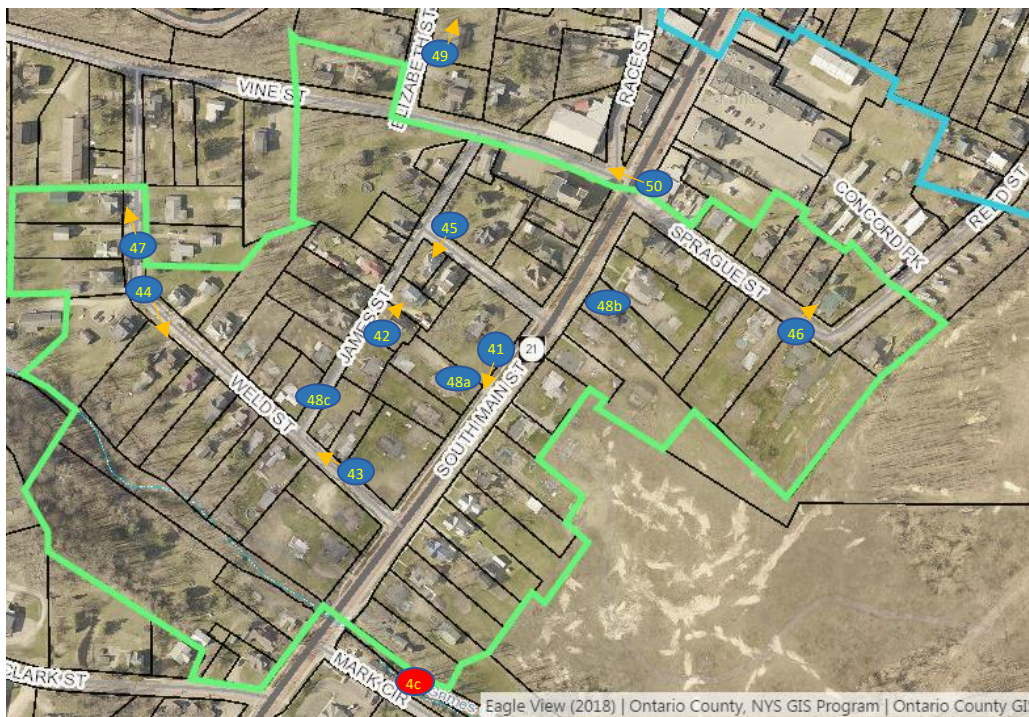 ELIZABETH ST
49
RACE ST
VINE ST
50
CONCORD PK
REED ST
45
47
SPRAGUE ST
44
48b
42
JAMES ST
46
41
21
48a
48c
WELD ST
SOUTH MAIN ST
43
MARK CIR
CLARK ST
4c
Grimes
Eagle View (2018) | Ontario County, NYS GIS Program | Ontario County GI